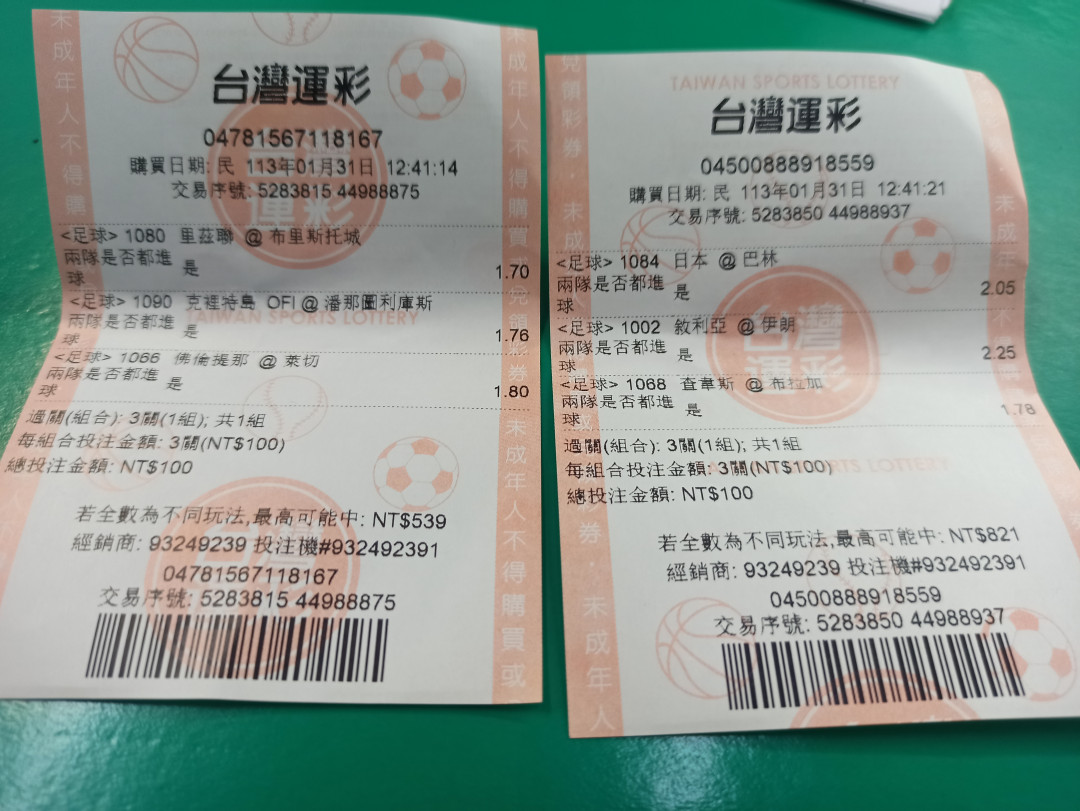 台灣運彩
04781567118167
購買日期: 民 113年01月31日 12:41:14
交易序號: 5283815 44988875
<足球> 1080 里茲聯 @ 布里斯托城
兩隊是否都進球 是 1.70
<足球> 1090 克裡特島 OFI @ 潘那圖利庫斯
兩隊是否都進球 是 1.76
TAIWAN SPORTS LOTTERY
<足球> 1066 佛倫提那 @ 萊切
兩隊是否都進球 是 1.80
過關(組合): 3關(1組); 共1組
每組合投注金額: 3關(NT$100)
總投注金額: NT$100
若全數為不同玩法,最高可能中: NT$539
經銷商: 93249239 投注機#932492391
04781567118167
交易序號: 5283815 44988875
未成年人不得購買或兌領彩券
未成年人不得購買或
TAIWAN SPORTS LOTTERY
台灣運彩
04500888918559
購買日期: 民 113年01月31日 12:41:21
交易序號: 5283850 44988937
<足球> 1084 日本 @ 巴林
兩隊是否都進球 是 2.05
<足球> 1002 敘利亞 @ 伊朗
兩隊是否都進球 是 2.25
台灣運彩
<足球> 1068 查韋斯 @ 布拉加
兩隊是否都進球 是 1.78
過關(組合): 3關(1組); 共1組
每組合投注金額: 3關(NT$100)
總投注金額: NT$100
若全數為不同玩法,最高可能中: NT$821
經銷商: 93249239 投注機#932492391
04500888918559
交易序號: 5283850 44988937